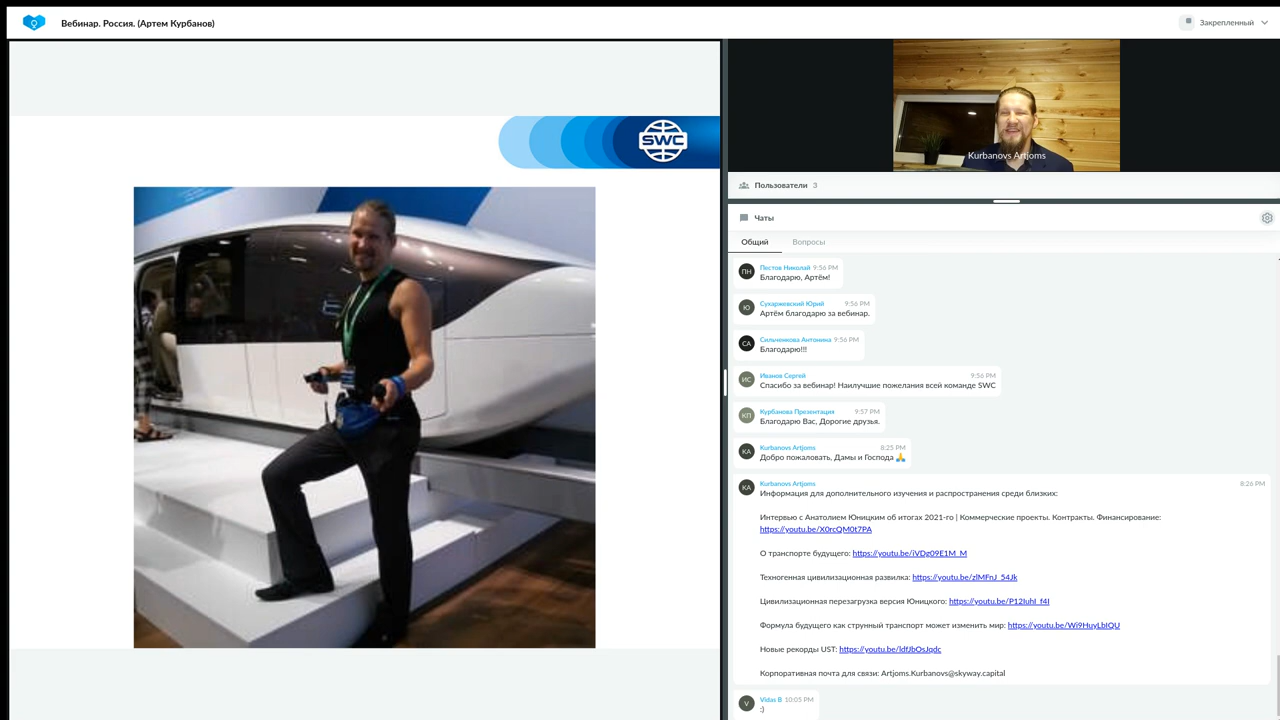 Вебинар. Россия. (Артем Курбанов)
Закрепленный
SWC
Kurbanovs Artjoms
Пользователи 3
Чаты
Общий Вопросы
ПН Пестов Николай 9:56 PM
Благодарю, Артём!
Ю Сухаржевский Юрий 9:56 PM
Артём благодарю за вебинар.
СА Сильченкова Антонина 9:56 PM
Благодарю!!!
ИС Иванов Сергей 9:56 PM
Спасибо за вебинар! Наилучшие пожелания всей команде SWC
КП Курбанова Презентация 9:57 PM
Благодарю Вас, Дорогие друзья.
KA Kurbanovs Artjoms 8:25 PM
Добро пожаловать, Дамы и Господа 🙏
KA Kurbanovs Artjoms 8:26 PM
Информация для дополнительного изучения и распространения среди близких:
Интервью с Анатолием Юницким об итогах 2021-го | Коммерческие проекты. Контракты. Финансирование:
https://youtu.be/X0rcQM0t7PA
О транспорте будущего: https://youtu.be/iVDg09E1M_M
Техногенная цивилизационная развилка: https://youtu.be/zlMFnJ_54Jk
Цивилизационная перезагрузка версия Юницкого: https://youtu.be/P12IuhI_f4I
Формула будущего как струнный транспорт может изменить мир: https://youtu.be/Wi9HuyLbIQU
Новые рекорды UST: https://youtu.be/ldfJbOsJqdc
Корпоративная почта для связи: Artjoms.Kurbanovs@skyway.capital
V Vidas B 10:05 PM
:)